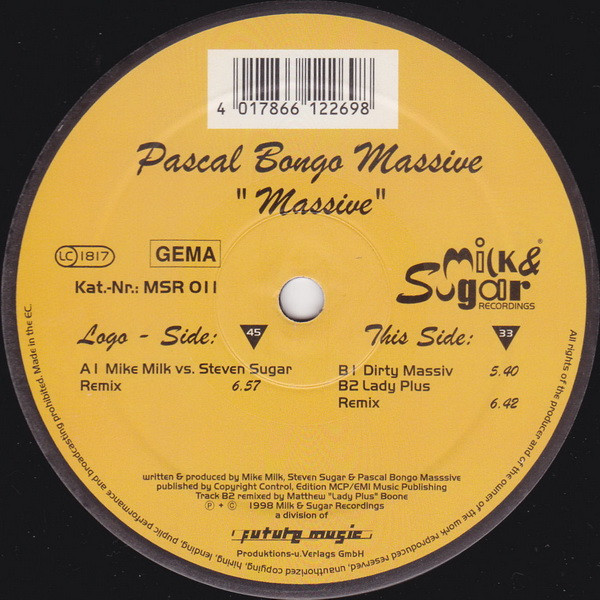 4 017866 122698
Pascal Bongo Massive
" Massive"
LC 1817
GEMA
Kat.-Nr.: MSR 011
Milk &
Sugar®
RECORDINGS
Logo - Side: 45
This Side: 33
A1 Mike Milk vs. Steven Sugar
Remix 6.57
B1 Dirty Massiv 5.40
B2 Lady Plus
Remix 6.42
written & produced by Mike Milk, Steven Sugar & Pascal Bongo Masssive
published by Copyright Control, Edition MCP/EMI Music Publishing
Track B2 remixed by Matthew "Lady Plus" Boone
℗ + © 1998 Milk & Sugar Recordings
a division of
future music
Produktions-u.Verlags GmbH
All rights of the producer and of the owner of the work reproduced reserved, unauthorized copying, hiring, lending, public performance and broadcasting prohibited. Made in the EC.